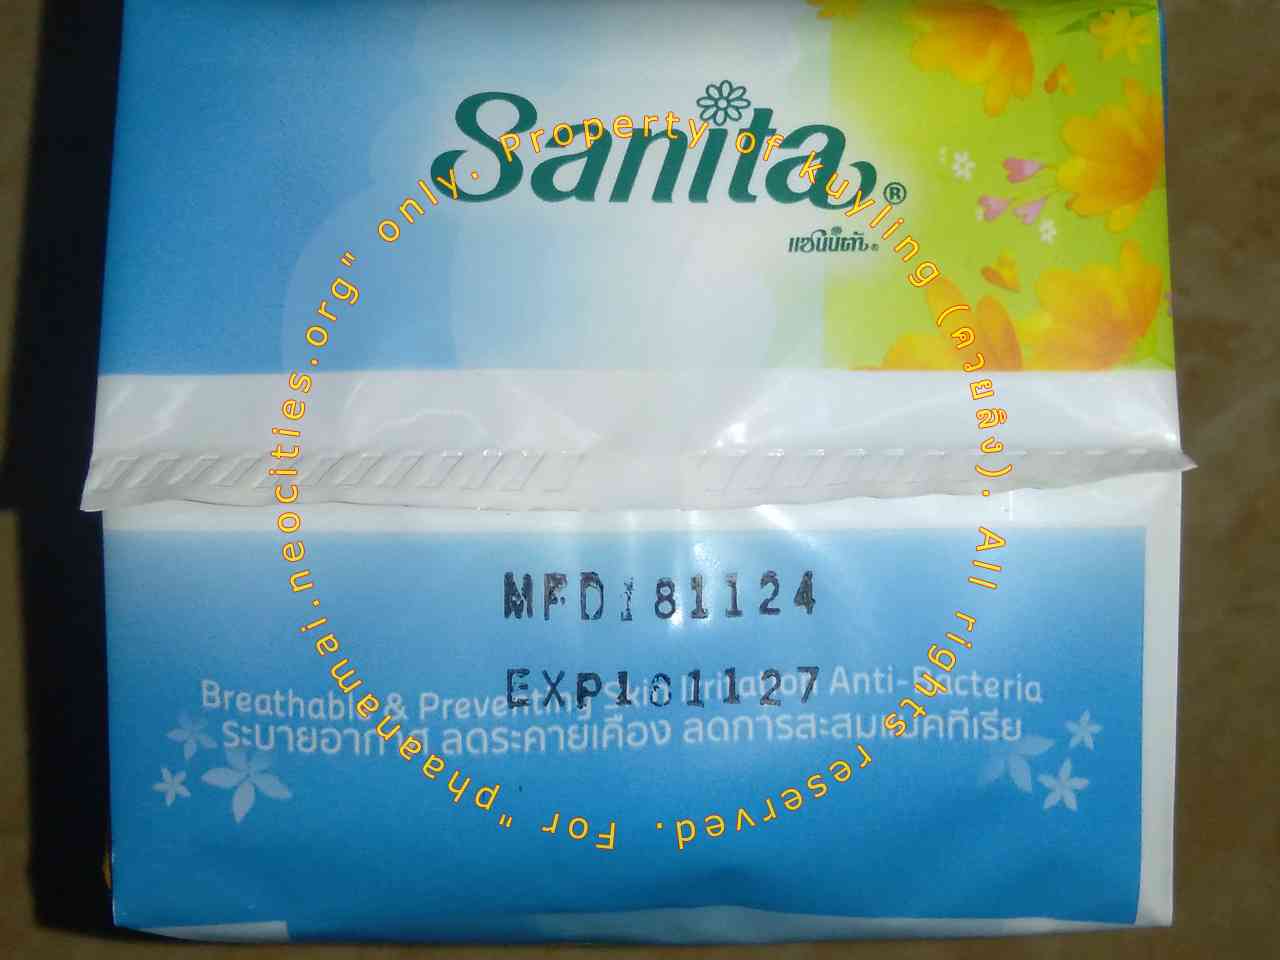 Sanita®
แซนนิต้า®
MFD181124
EXP181127
Breathable & Preventing Skin Irritation Anti-Bacteria
ระบายอากาศ ลดระคายเคือง ลดการสะสมแบคทีเรีย
Property of kuyling (ควยลิง). All rights reserved. For "phaanamai.neocities.org" only.